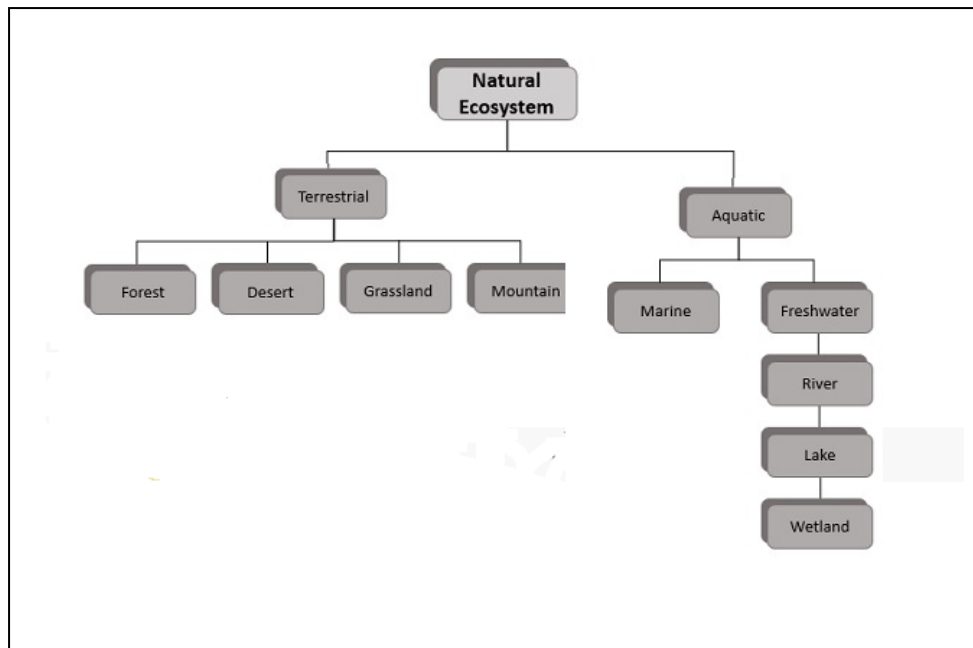 Natural
Ecosystem
Terrestrial
Aquatic
Forest
Desert
Grassland
Mountain
Marine
Freshwater
River
Lake
Wetland